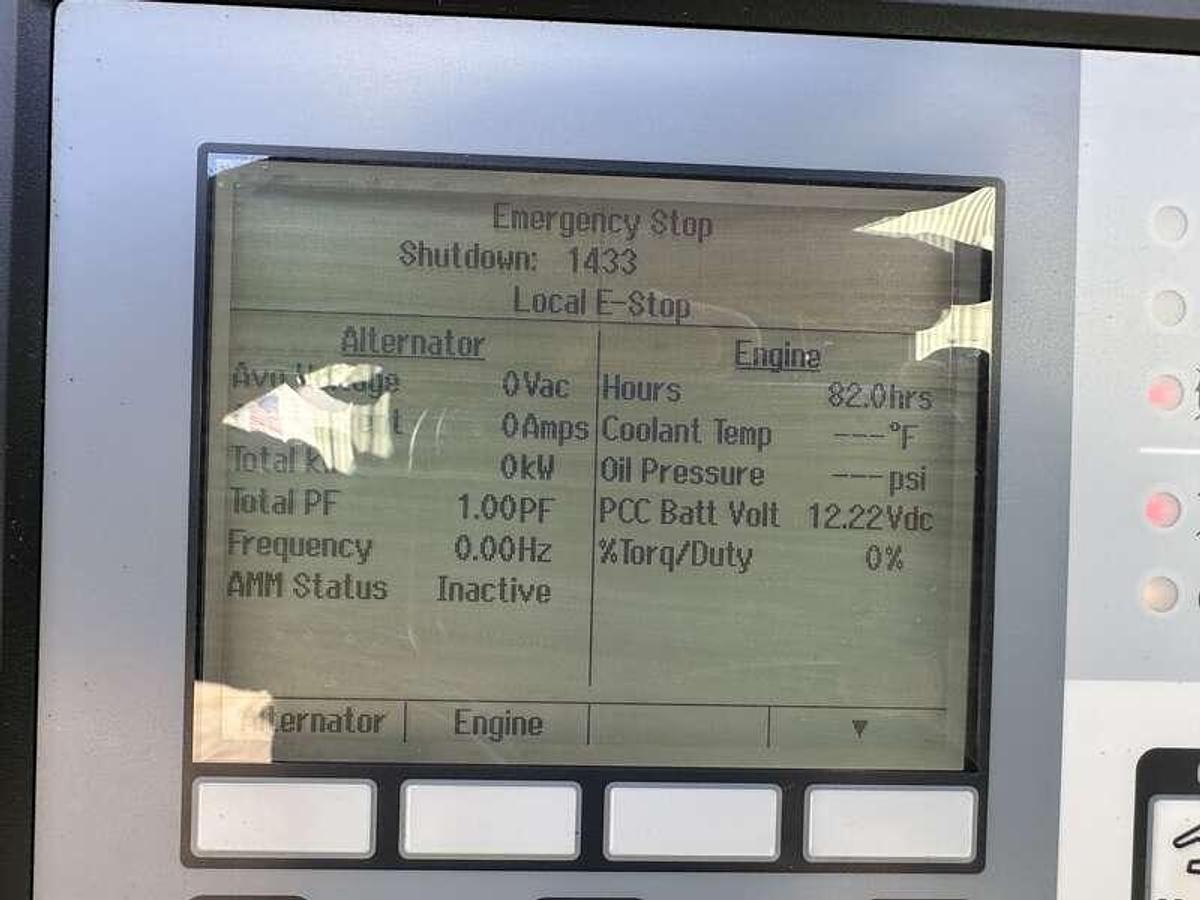 Emergency Stop
Shutdown: 1433
Local E-Stop
Alternator
0Vac
0Amps
Total 0kW
Total PF 1.00PF
Frequency 0.00Hz
AMM Status Inactive
Engine
Hours 82.0hrs
Coolant Temp ---°F
Oil Pressure ---psi
PCC Batt Volt 12.22Vdc
%Torq/Duty 0%
Alternator Engine ▼